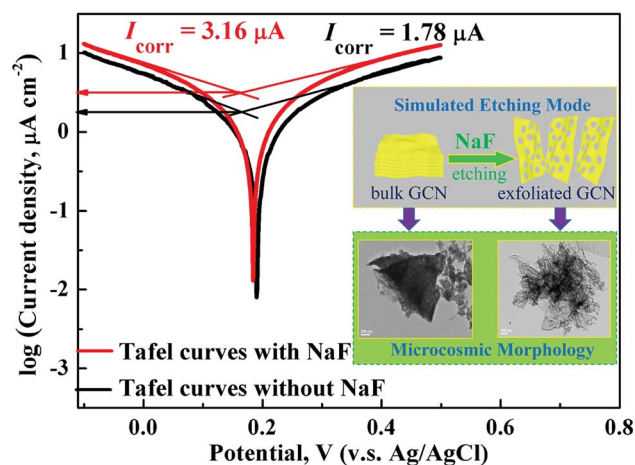 I corr = 3.16 μA
I corr = 1.78 μA
log (Current density, μA cm⁻²)
1
0
-1
-2
-3
Simulated Etching Mode
NaF
etching
bulk GCN
exfoliated GCN
Microcosmic Morphology
Tafel curves with NaF
Tafel curves without NaF
0.0 0.2 0.4 0.6 0.8
Potential, V (v.s. Ag/AgCl)